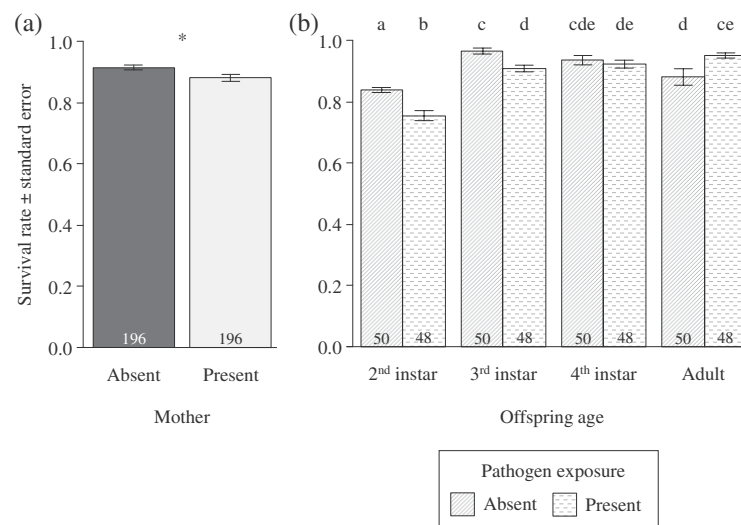 (a)
*
1.0
0.8
0.6
0.4
0.2
0.0
Survival rate ± standard error
196 196
Absent Present
Mother
(b)
a b c d cde de d ce
1.0
0.8
0.6
0.4
0.2
0.0
50 48 50 48 50 48 50 48
2nd instar 3rd instar 4th instar Adult
Offspring age
Pathogen exposure
Absent Present